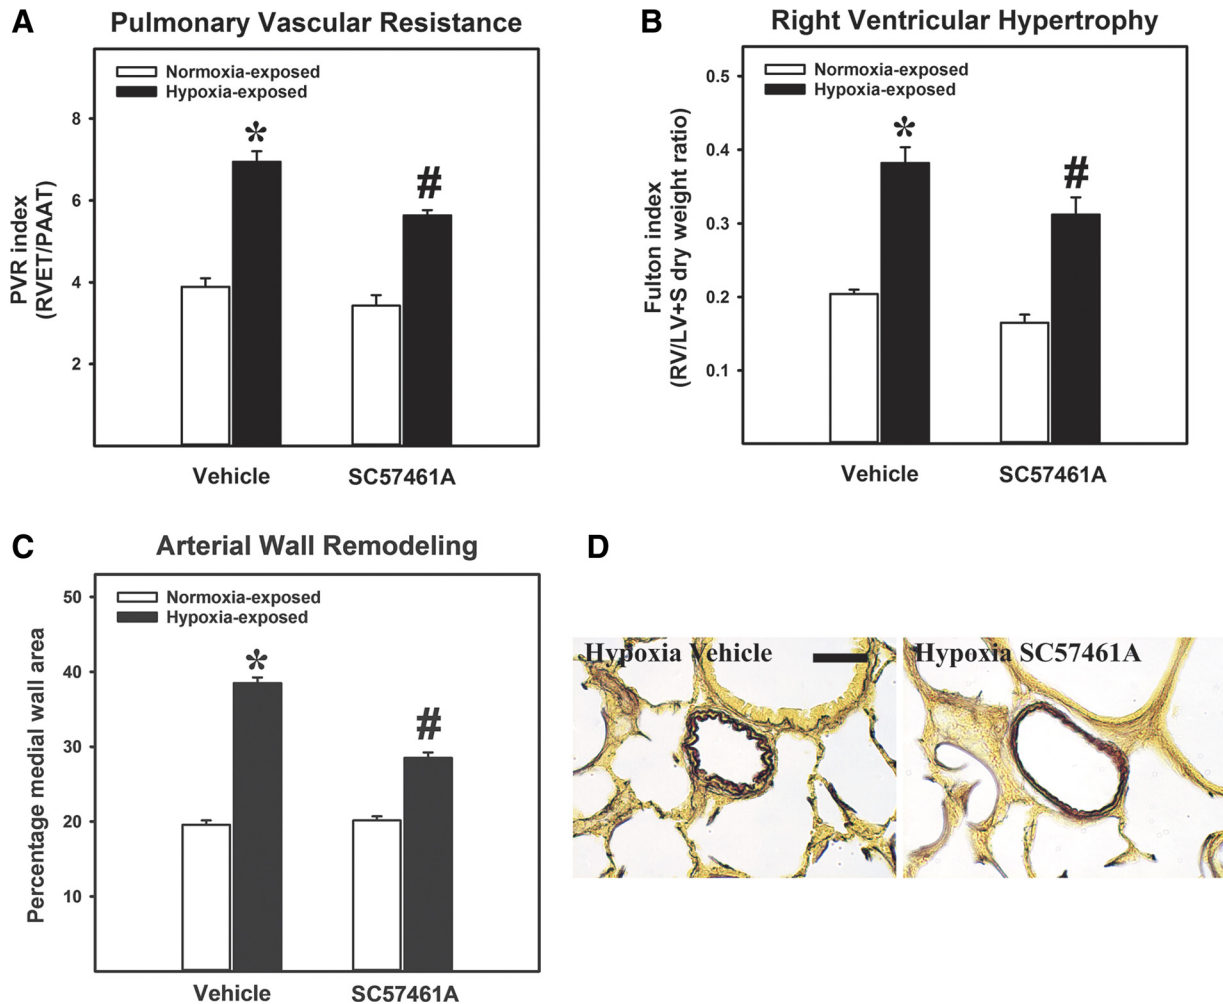 A
Pulmonary Vascular Resistance
Normoxia-exposed
Hypoxia-exposed
PVR index
(RVET/PAAT)
8
6
4
2
*
#
Vehicle
SC57461A
B
Right Ventricular Hypertrophy
Normoxia-exposed
Hypoxia-exposed
Fulton index
(RV/LV+S dry weight ratio)
0.5
0.4
0.3
0.2
0.1
*
#
Vehicle
SC57461A
C
Arterial Wall Remodeling
Normoxia-exposed
Hypoxia-exposed
Percentage medial wall area
50
40
30
20
10
*
#
Vehicle
SC57461A
D
Hypoxia Vehicle
Hypoxia SC57461A